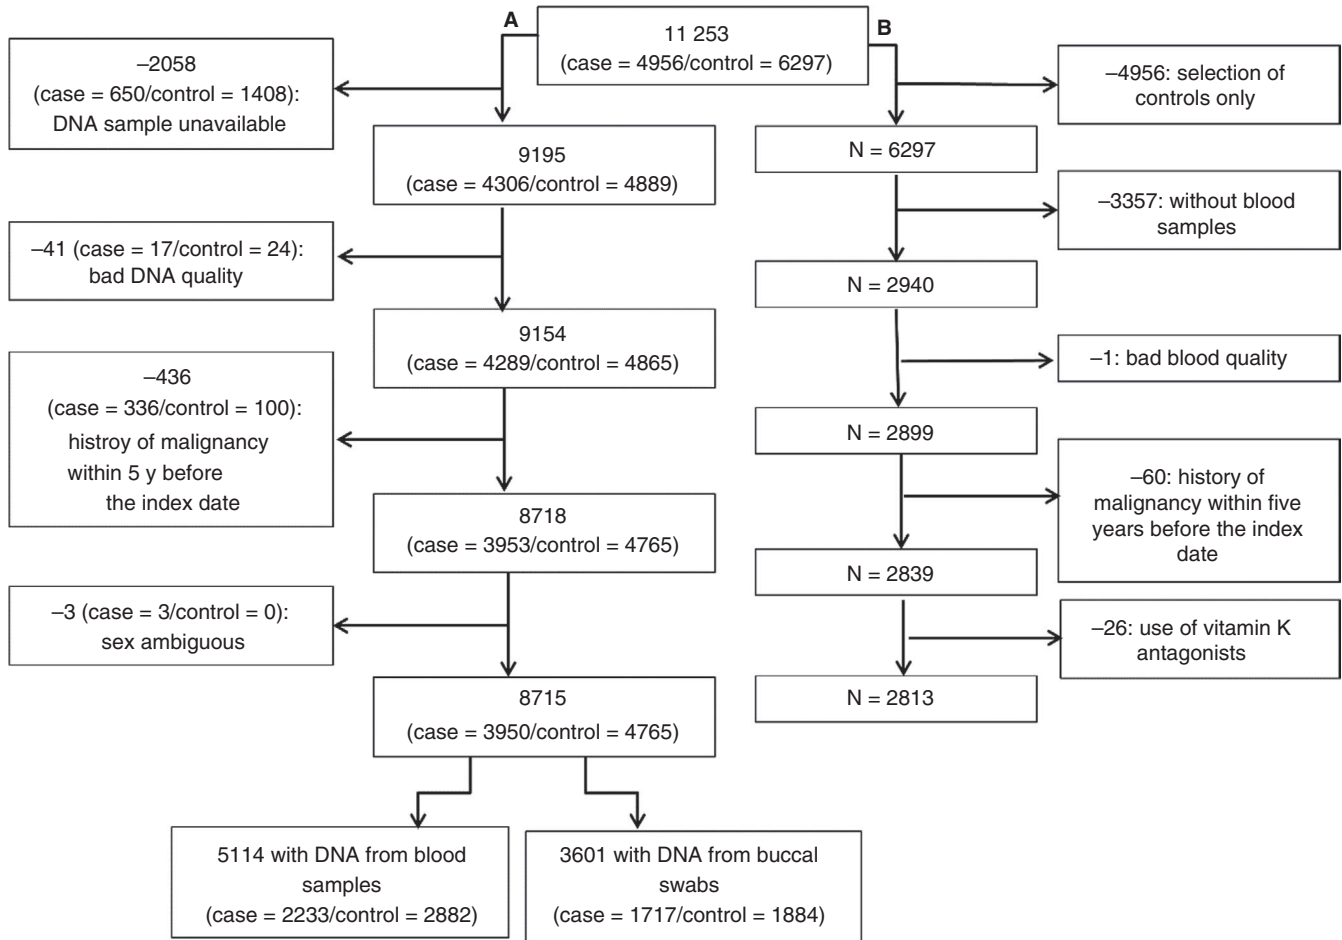 A
11 253
(case = 4956/control = 6297)
B
–2058
(case = 650/control = 1408):
DNA sample unavailable
9195
(case = 4306/control = 4889)
–41 (case = 17/control = 24):
bad DNA quality
9154
(case = 4289/control = 4865)
–436
(case = 336/control = 100):
histroy of malignancy
within 5 y before
the index date
8718
(case = 3953/control = 4765)
–3 (case = 3/control = 0):
sex ambiguous
8715
(case = 3950/control = 4765)
5114 with DNA from blood
samples
(case = 2233/control = 2882)
3601 with DNA from buccal
swabs
(case = 1717/control = 1884)
–4956: selection of
controls only
N = 6297
–3357: without blood
samples
N = 2940
–1: bad blood quality
N = 2899
–60: history of
malignancy within five
years before the index
date
N = 2839
–26: use of vitamin K
antagonists
N = 2813